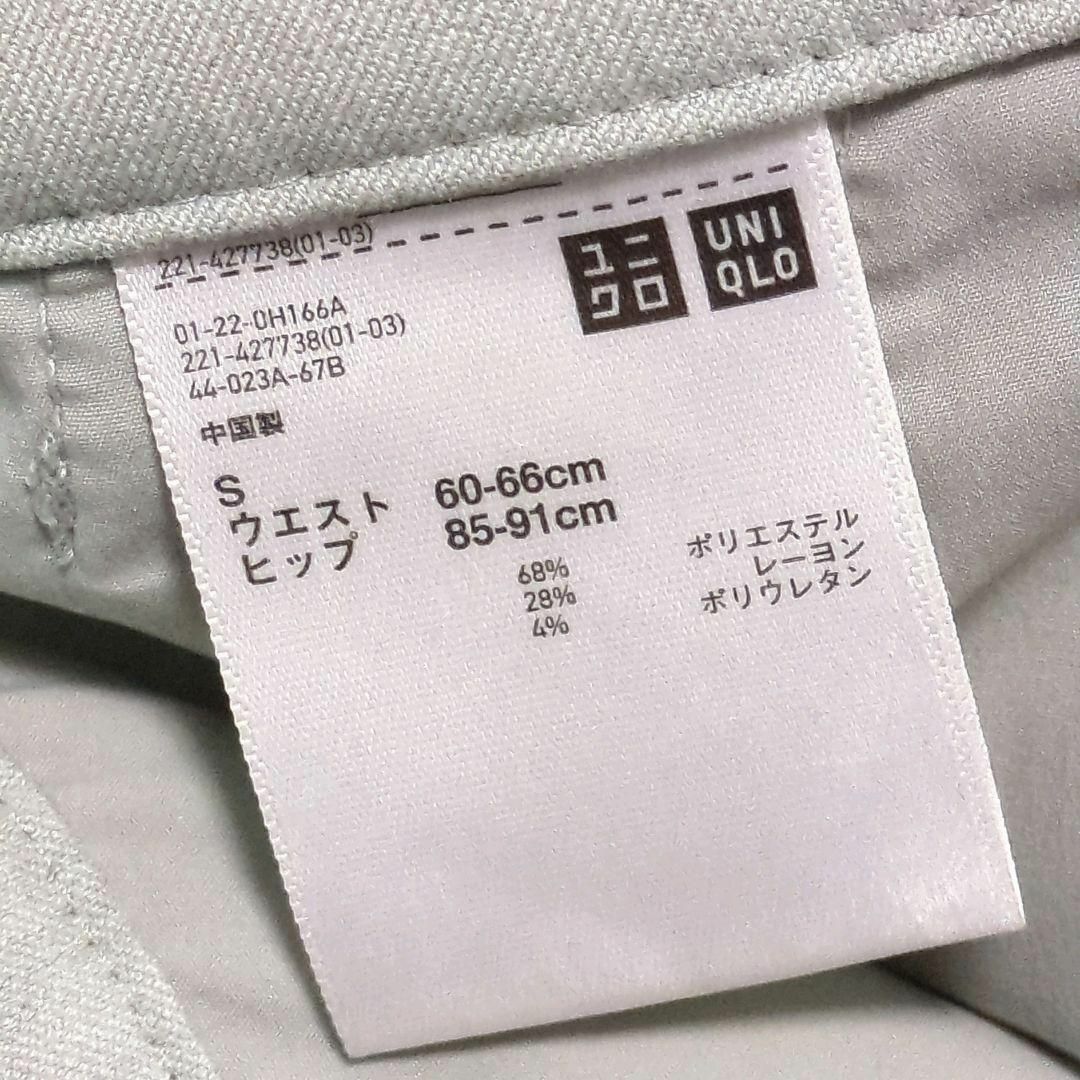 221-427738(01-03)
ユニ
クロ
UNI
QLO
01-22-0H166A
221-427738(01-03)
44-023A-67B
中国製
S
ウエスト 60-66cm
ヒップ 85-91cm
68% ポリエステル
28% レーヨン
4% ポリウレタン